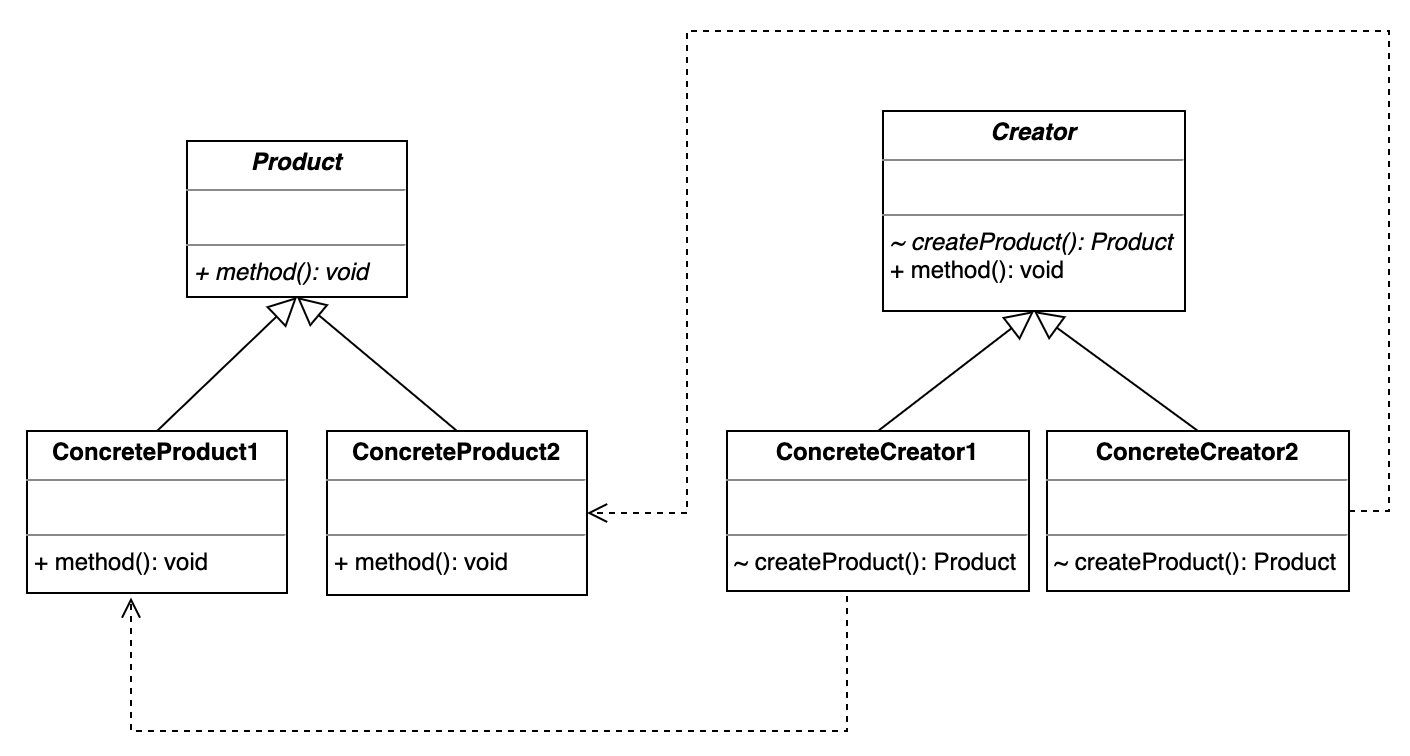 Product
+ method(): void
ConcreteProduct1
+ method(): void
ConcreteProduct2
+ method(): void
Creator
~ createProduct(): Product
+ method(): void
ConcreteCreator1
~ createProduct(): Product
ConcreteCreator2
~ createProduct(): Product